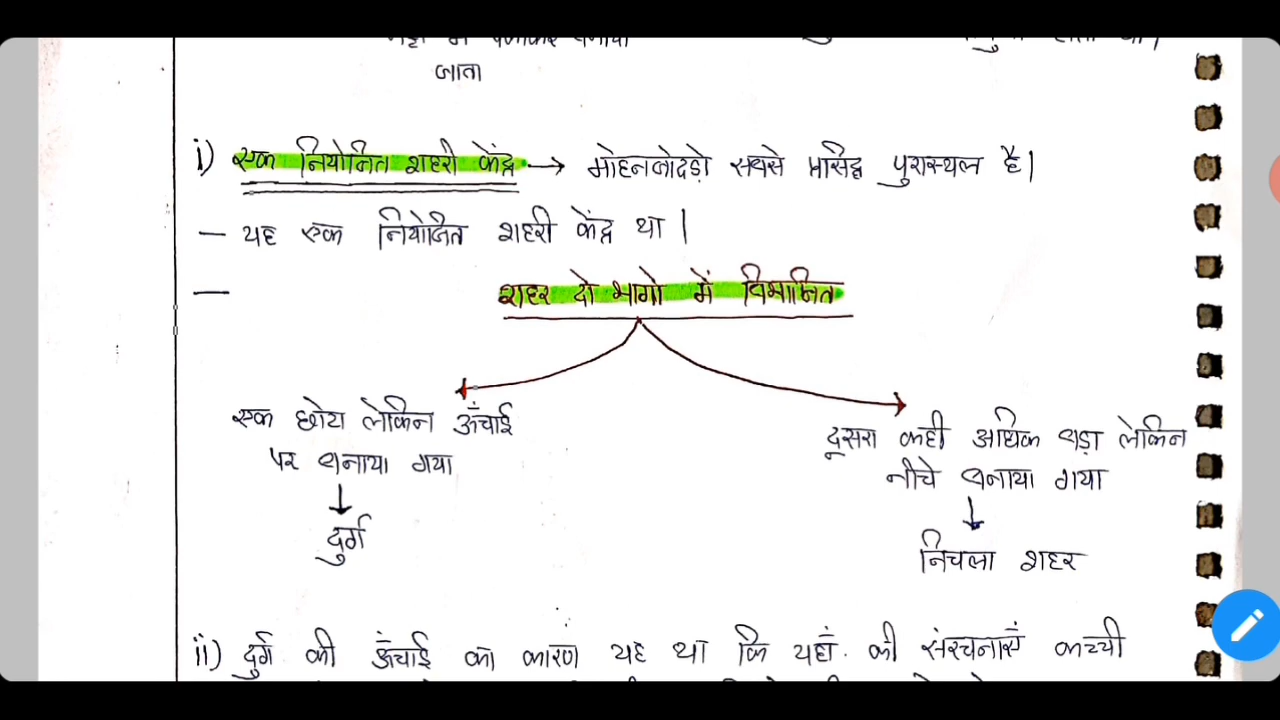 जाता
i) एक नियोजित शहरी केंद्र → मोहनजोदड़ो सबसे प्रसिद्ध पुरास्थल है।
— यह एक नियोजित शहरी केंद्र था।
— शहर दो भागो में विभाजित
एक छोटा लेकिन ऊँचाई
पर बनाया गया
↓
दुर्ग
दूसरा कही अधिक बड़ा लेकिन
नीचे बनाया गया
↓
निचला शहर
ii) दुर्ग की ऊँचाई का कारण यह था कि यहाँ की संरचनाएँ कच्ची